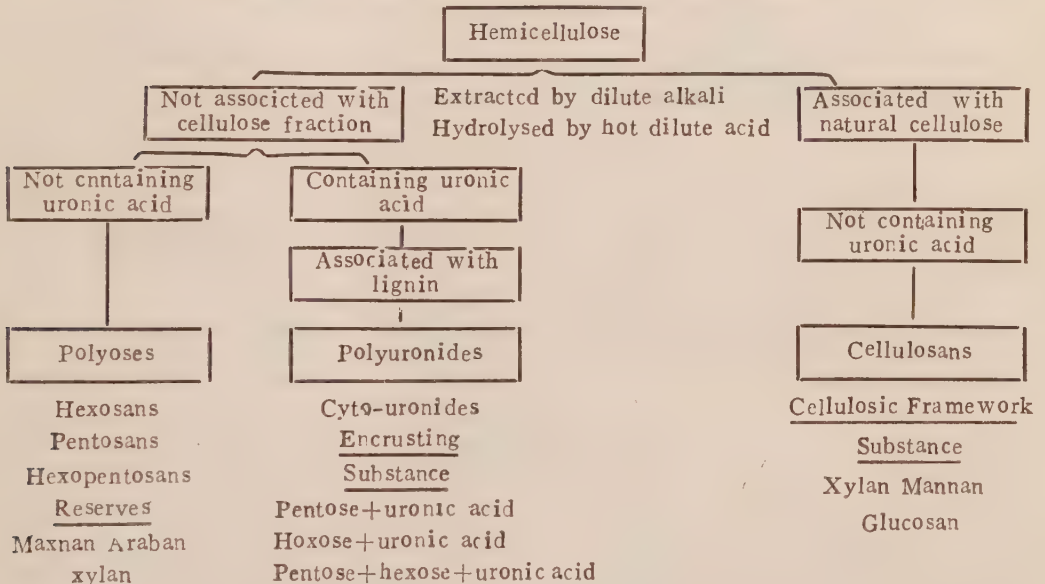 Hemicellulose
Not associcted with
cellulose fraction
Extractcd by dilute alkali
Hydrolysed by hot dilute acid
Associated with
natural cellulose
Not cnntaining
uronic acid
Containing uronic
acid
Not containing
uronic acid
Associated with
lignin
Polyoses
Polyuronides
Cellulosans
Hexosans
Pentosans
Hexopentosans
Reserves
Maxnan Araban
xylan
Cyto-uronides
Encrusting
Substance
Pentose+uronic acid
Hoxose+uronic acid
Pentose+hexose+uronic acid
Cellulosic Framework
Substance
Xylan Mannan
Glucosan